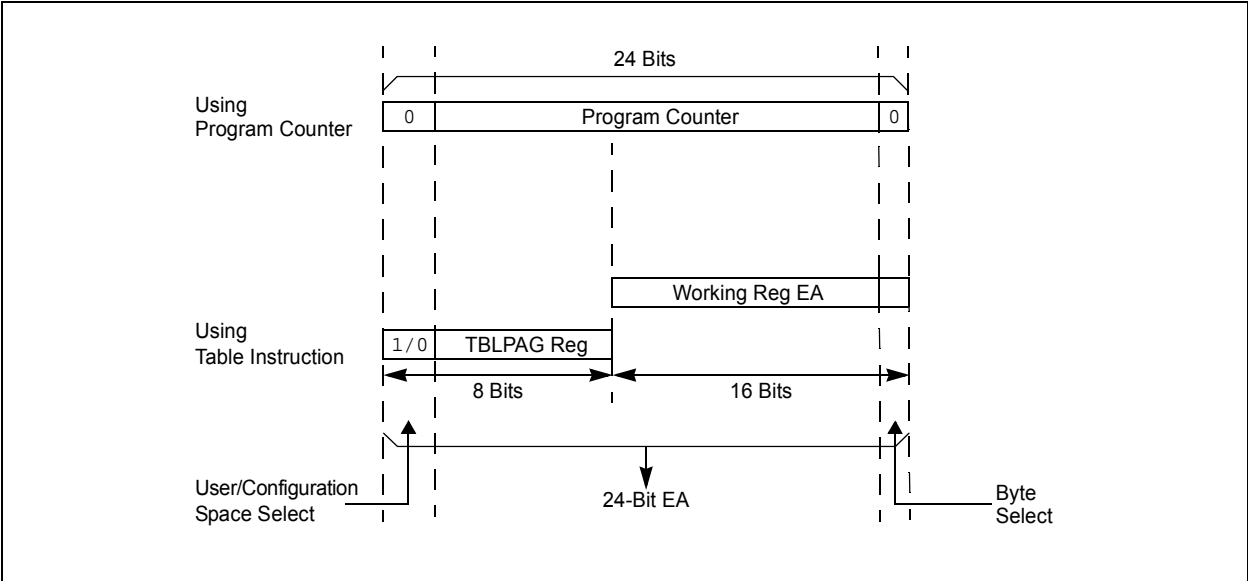 24 Bits
Using
Program Counter
0
Program Counter
0
Working Reg EA
Using
Table Instruction
1/0
TBLPAG Reg
8 Bits
16 Bits
User/Configuration
Space Select
24-Bit EA
Byte
Select